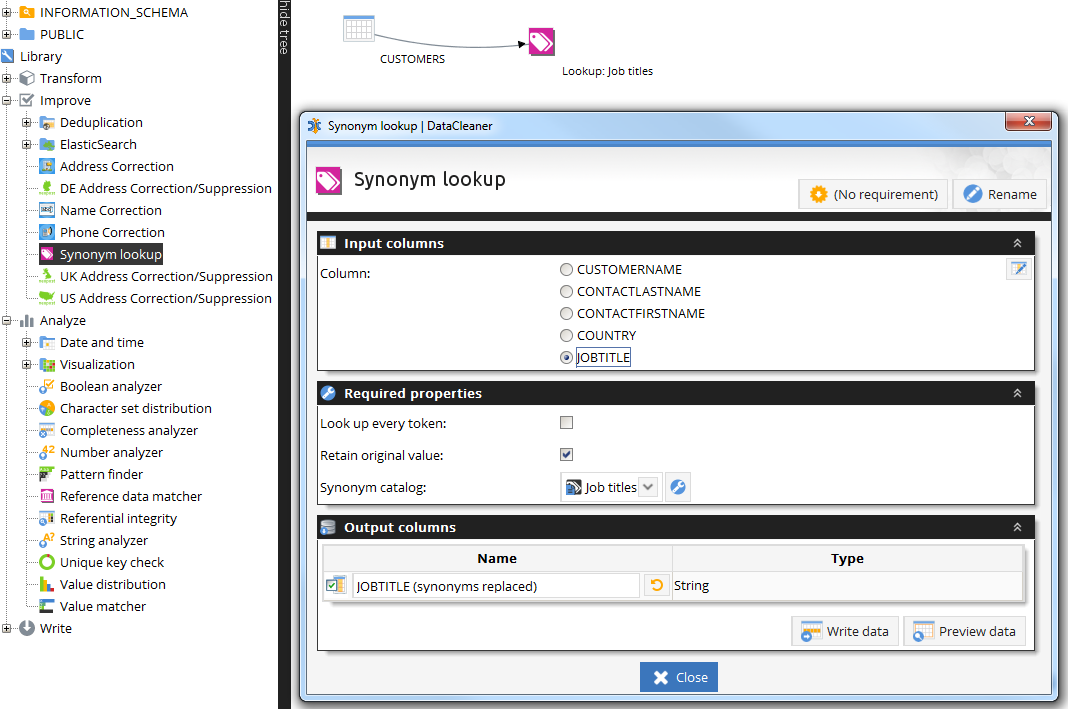 INFORMATION_SCHEMA
PUBLIC
Library
Transform
Improve
Deduplication
ElasticSearch
Address Correction
DE Address Correction/Suppression
Name Correction
Phone Correction
Synonym lookup
UK Address Correction/Suppression
US Address Correction/Suppression
Analyze
Date and time
Visualization
Boolean analyzer
Character set distribution
Completeness analyzer
Number analyzer
Pattern finder
Reference data matcher
Referential integrity
String analyzer
Unique key check
Value distribution
Value matcher
Write
hide tree
CUSTOMERS
Lookup: Job titles
Synonym lookup | DataCleaner
Synonym lookup
(No requirement)
Rename
Input columns
Column:
CUSTOMERNAME
CONTACTLASTNAME
CONTACTFIRSTNAME
COUNTRY
JOBTITLE
Required properties
Look up every token:
Retain original value:
Synonym catalog:
Job titles
Output columns
Name Type
JOBTITLE (synonyms replaced) String
Write data
Preview data
Close